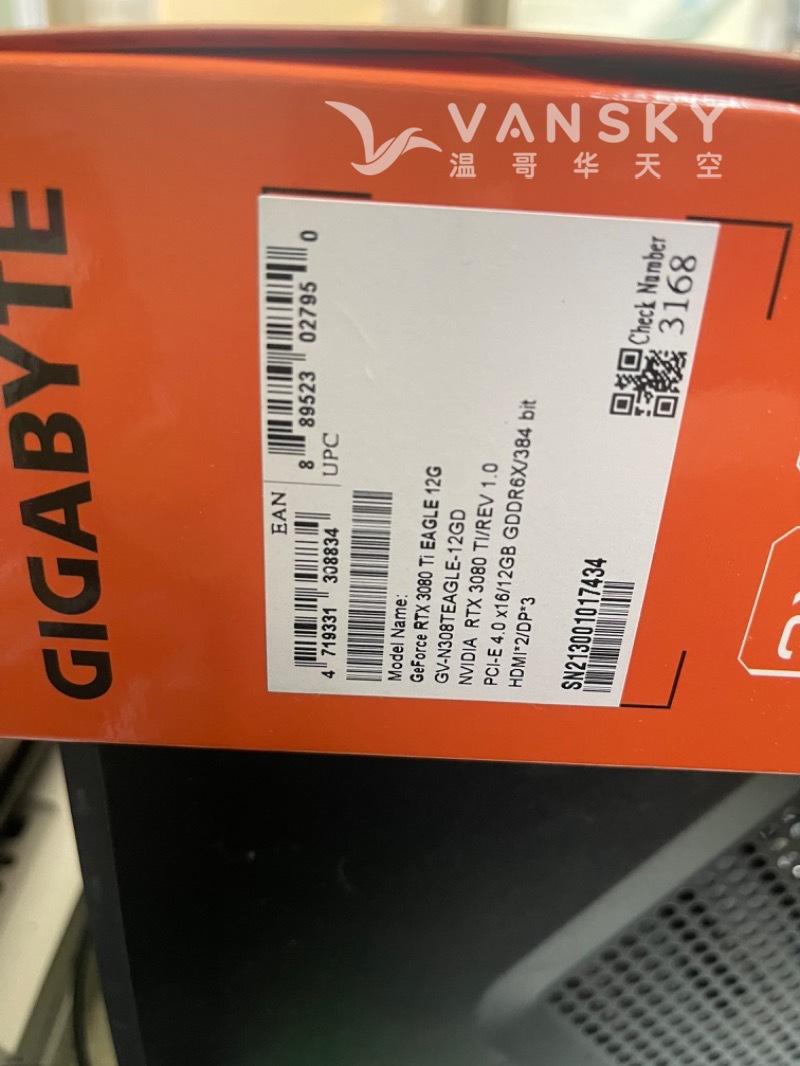 VANSKY
温哥华天空
GIGABYTE
EAN
4 719331 308834
8 89523 02795 0
UPC
Model Name:
GeForce RTX 3080 Ti EAGLE 12G
GV-N308TEAGLE-12GD
NVIDIA RTX 3080 TI/REV 1.0
PCI-E 4.0 x16/12GB GDDR6X/384 bit
HDMI*2/DP*3
SN213001017434
Check Number
3168